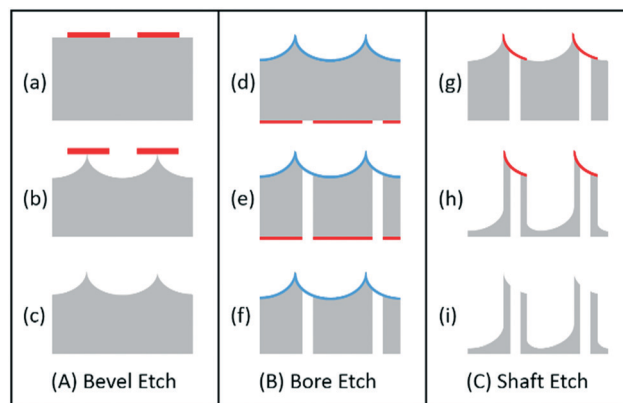 (a)
(b)
(c)
(A) Bevel Etch
(d)
(e)
(f)
(B) Bore Etch
(g)
(h)
(i)
(C) Shaft Etch